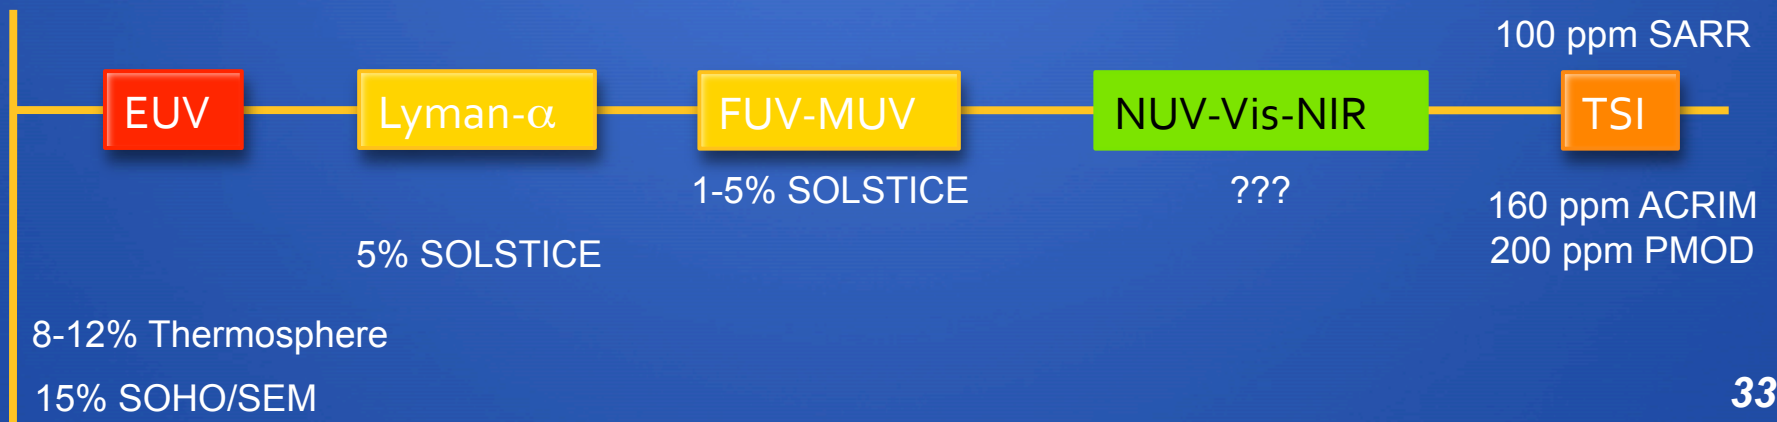 100 ppm SARR
EUV
Lyman-α
FUV-MUV
NUV-Vis-NIR
TSI
1-5% SOLSTICE
???
160 ppm ACRIM
200 ppm PMOD
5% SOLSTICE
8-12% Thermosphere
15% SOHO/SEM
33